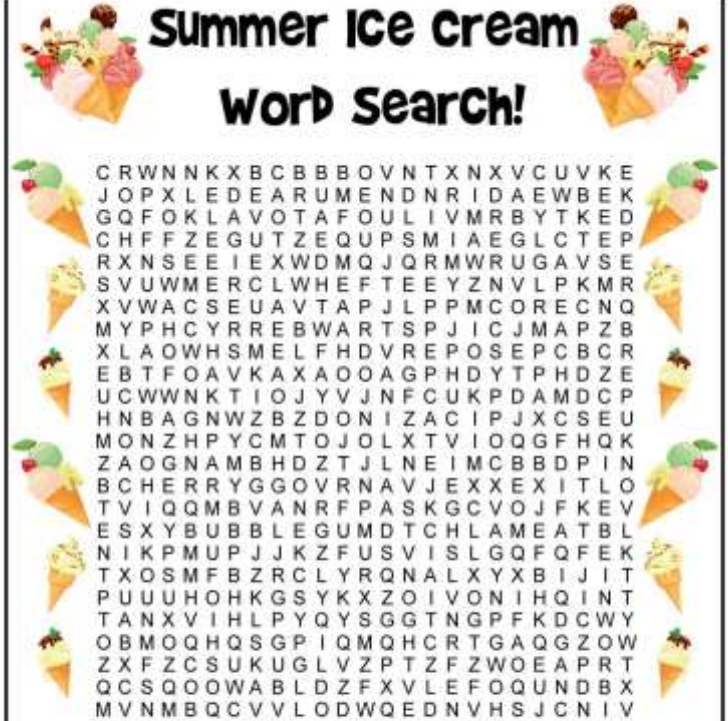 Summer Ice Cream
Word Search!
C R W N N K X B C B B B O V N T X N X V C U V K E
J O P X L E D E A R U M E N D N R I D A E W B E K
G Q F O K L A V O T A F O U L I V M R B Y T K E D
C H F F Z E G U T Z E Q U P S M I A E G L C T E P
R X N S E E I E X W D M Q J Q R M W R U G A V S E
S V U W M E R C L W H E F T E E Y Z N V L P K M R
X V W A C S E U A V T A P J L P P M C O R E C N Q
M Y P H C Y R R E B W A R T S P J I C J M A P Z B
X L A O W H S M E L F H D V R E P O S E P C B C R
E B T F O A V K A X A O O A G P H D Y T P H D Z E
U C W W N K T I O J Y V J N F C U K P D A M D C P
H N B A G N W Z B Z D O N I Z A C I P J X C S E U
M O N Z H P Y C M T O J O L X T V I O Q G F H Q K
Z A O G N A M B H D Z T J L N E I M C B B D P I N
B C H E R R Y G G O V R N A V J E X X E X I T L O
T V I Q Q M B V A N R F P A S K G C V O J F K E V
E S X Y B U B B L E G U M D T C H L A M E A T B L
N I K P M U P J J K Z F U S V I S L G Q F Q F E K
T X O S M F B Z R C L Y R Q N A L X Y X B I J I T
P U U U H O H K G S Y K X Z O I V O N I H Q I N T
T A N X V I H L P Y Q Y S G G T N G P F K D C W Y
O B M O Q H Q S G P I Q M Q H C R T G A Q G Z O W
Z X F Z C S U K U G L V Z P T Z F Z W O E A P R T
Q C S Q O O W A B L D Z F X V L E F O Q U N D B X
M V N M B Q C V V L O D W Q E D N V H S J C N I V